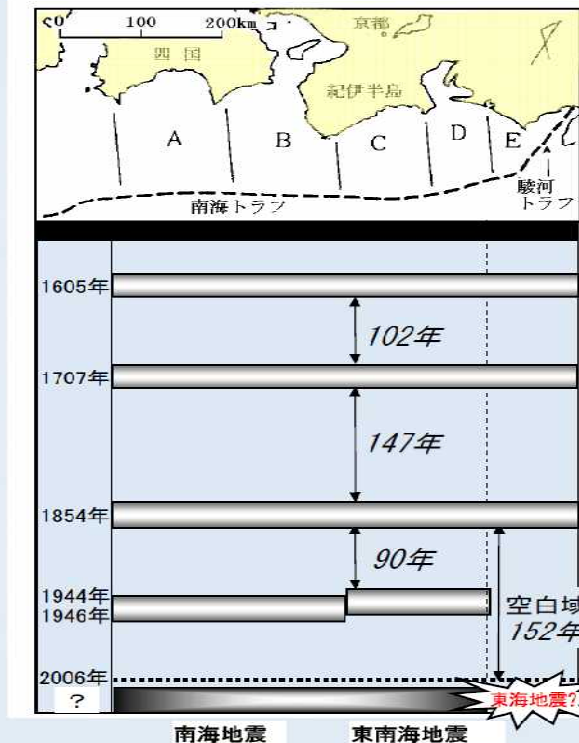 0 100 200km
京都
四国
紀伊半島
A B C D E
南海トラフ
駿河
トラフ
1605年
102年
1707年
147年
1854年
90年
1944年
1946年
空白域
152年
2006年
?
東海地震?
南海地震 東南海地震